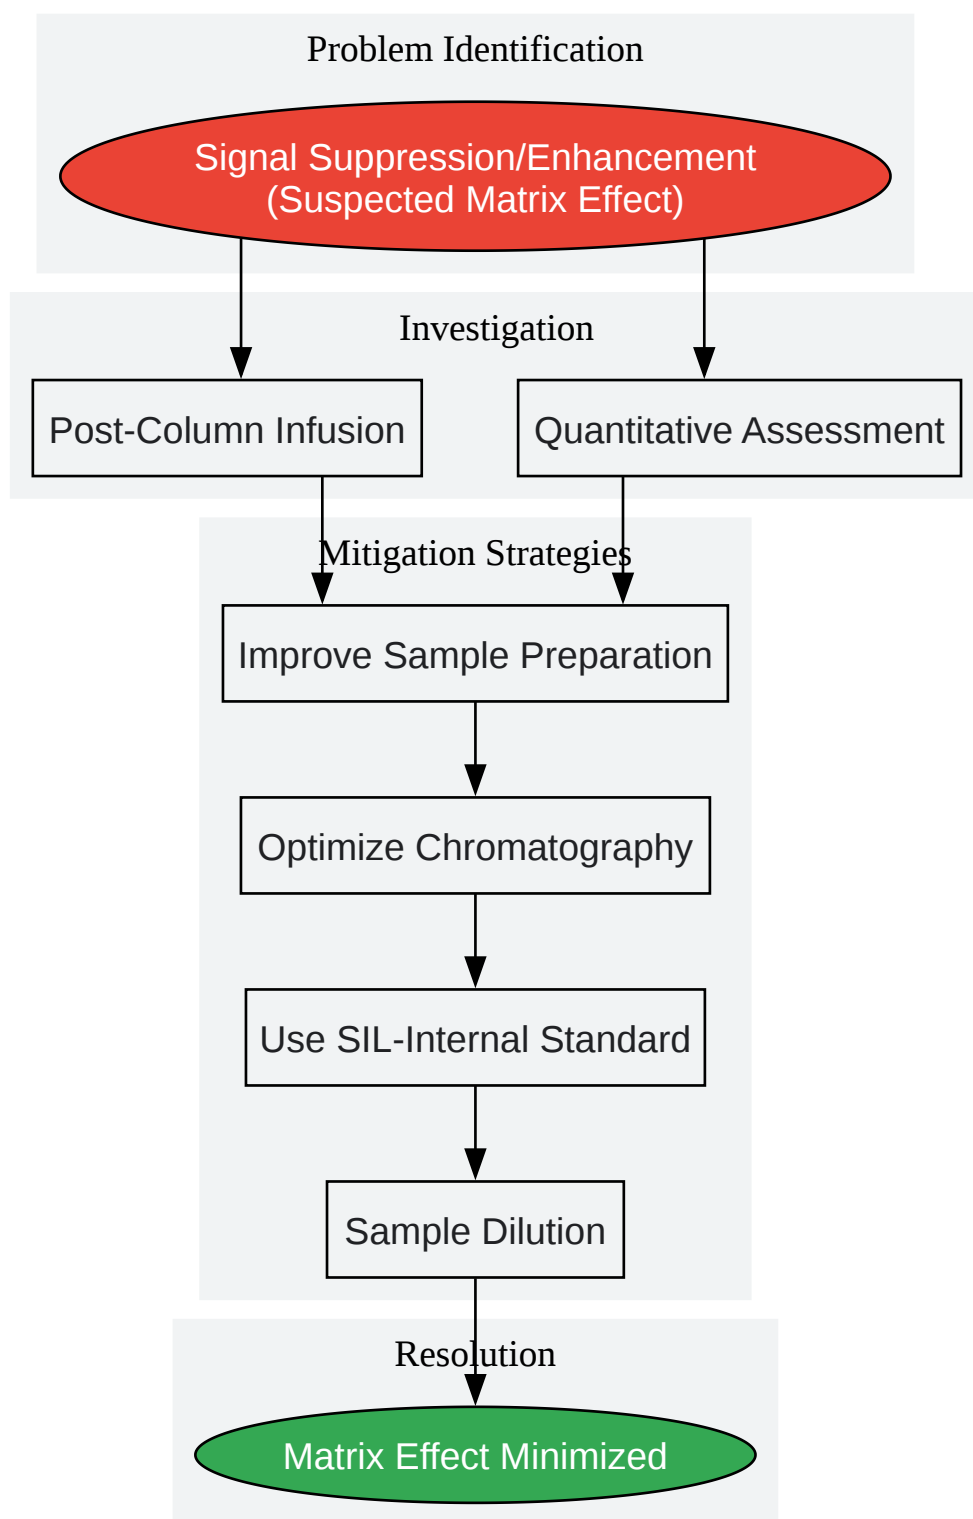 Problem Identification
Signal Suppression/Enhancement
(Suspected Matrix Effect)
Investigation
Post-Column Infusion
Quantitative Assessment
Mitigation Strategies
Improve Sample Preparation
Optimize Chromatography
Use SIL-Internal Standard
Sample Dilution
Resolution
Matrix Effect Minimized